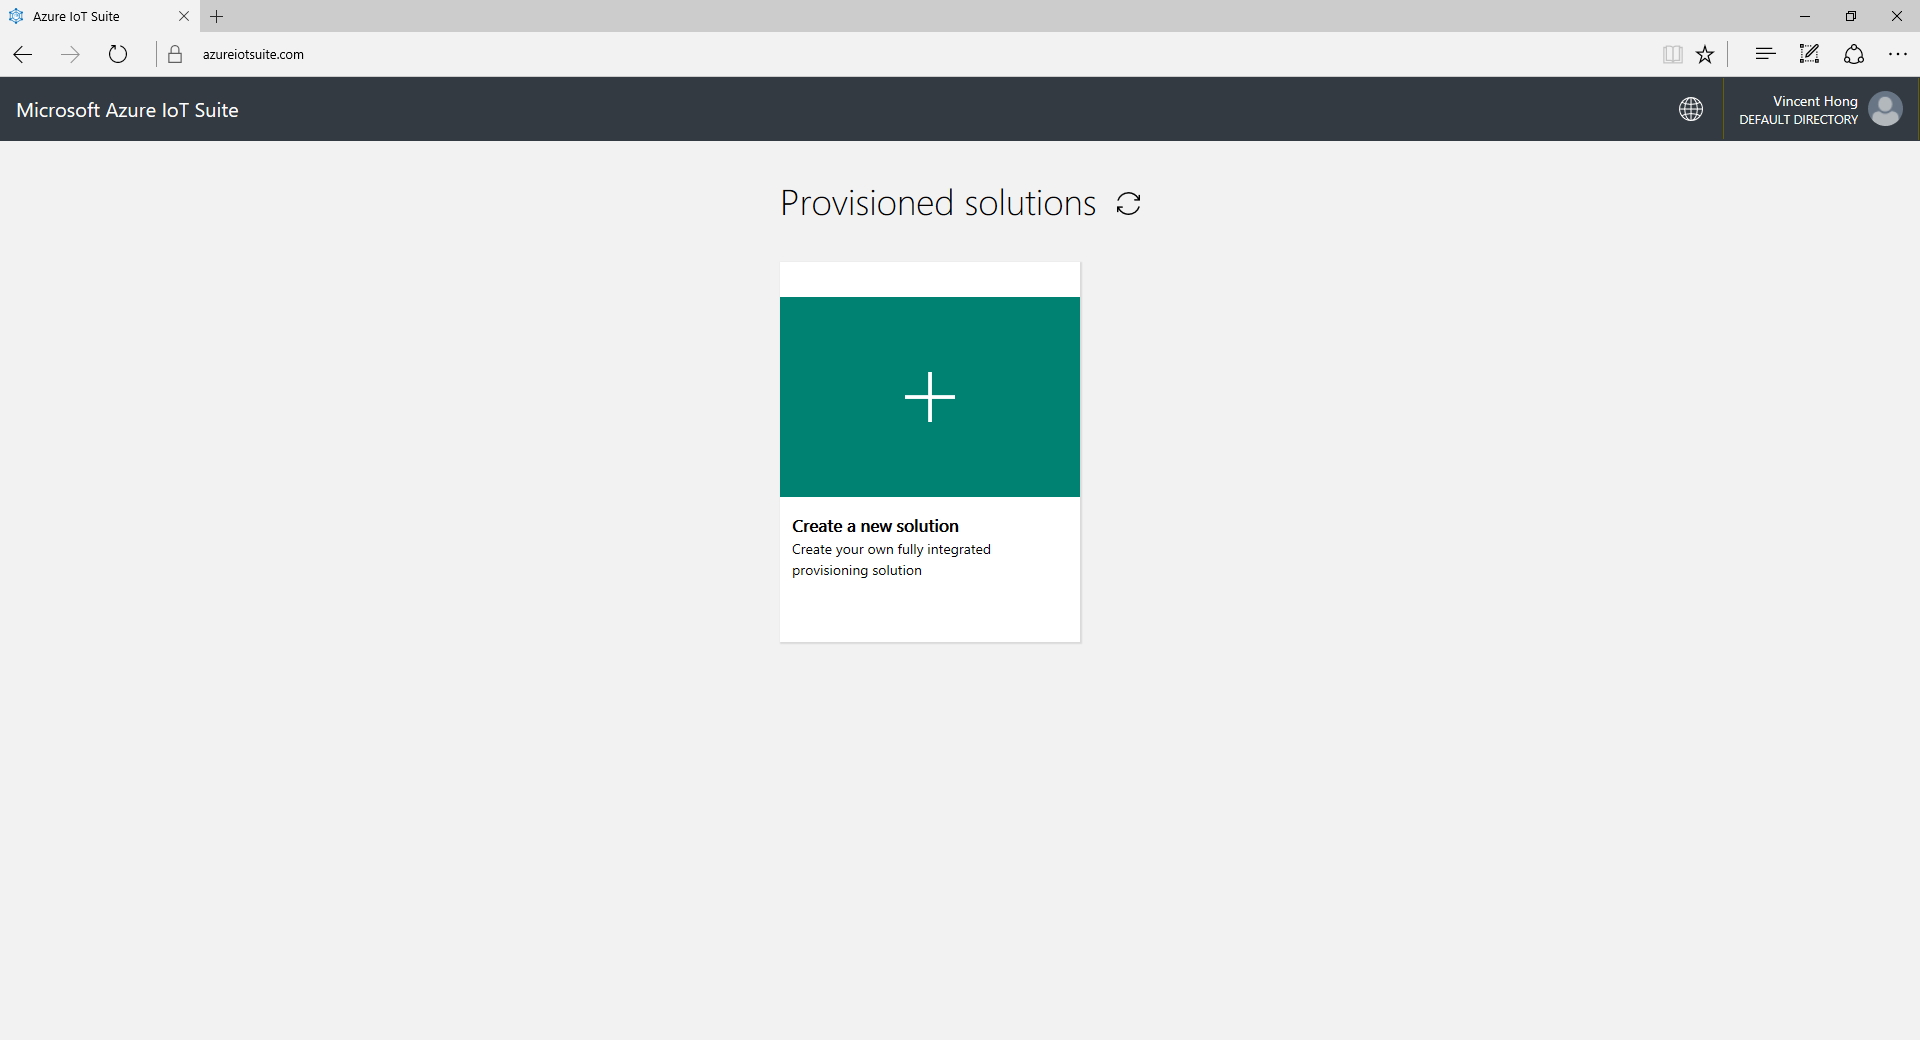 Azure IoT Suite
azureiotsuite.com
Microsoft Azure IoT Suite
Vincent Hong
DEFAULT DIRECTORY
Provisioned solutions
Create a new solution
Create your own fully integrated
provisioning solution